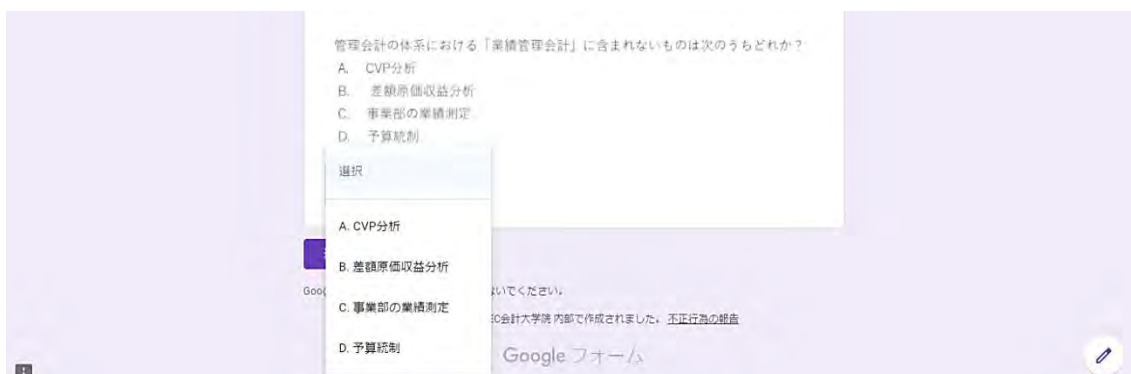 管理会計の体系における「業績管理会計」に含まれないものは次のうちどれか？
A. CVP分析
B. 差額原価収益分析
C. 事業部の業績測定
D. 予算統制
選択
A. CVP分析
B. 差額原価収益分析
C. 事業部の業績測定
D. 予算統制
Goo
ないでください。
EC会計大学院 内部で作成されました。 不正行為の報告
Google フォーム